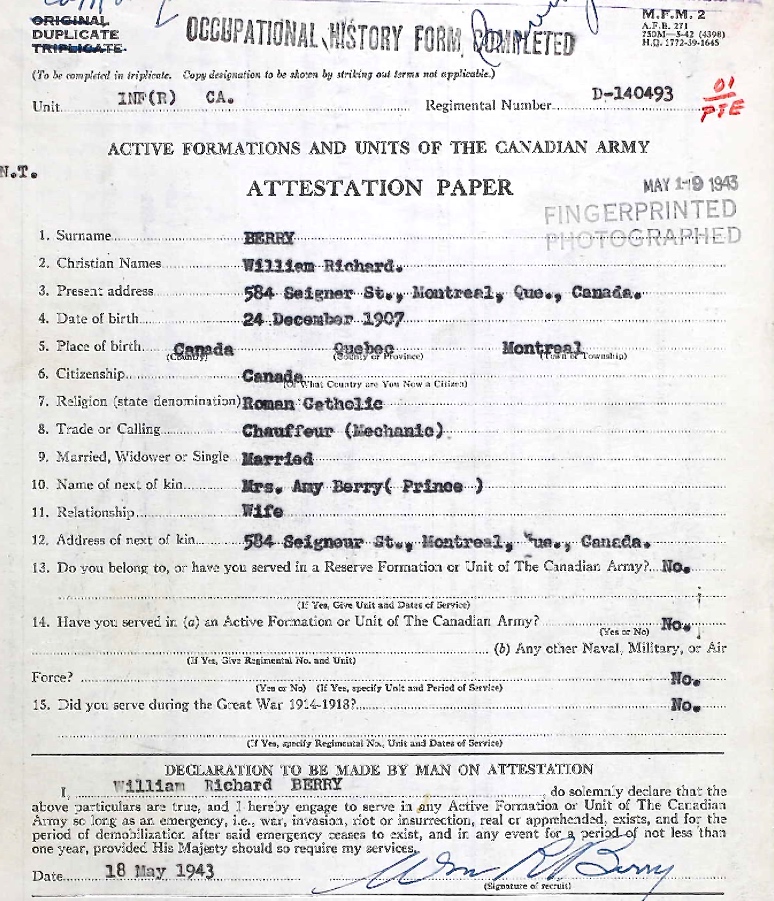 ORIGINAL
DUPLICATE
TRIPLICATE.
OCCUPATIONAL HISTORY FORM COMPLETED
M.F.M. 2
A.F.B. 271
750M—5-42 (4398)
H.Q. 1772-39-1645
(To be completed in triplicate. Copy designation to be shown by striking out terms not applicable.)
Unit INF(R) CA. Regimental Number D-140493
01
PTE
ACTIVE FORMATIONS AND UNITS OF THE CANADIAN ARMY
N.T.
ATTESTATION PAPER
MAY 19 1943
FINGERPRINTED
PHOTOGRAPHED
1. Surname BERRY
2. Christian Names William Richard.
3. Present address 584 Seigner St., Montreal, Que., Canada.
4. Date of birth 24 December 1907
5. Place of birth Canada Quebec Montreal
(Country) (County or Province) (Town or Township)
6. Citizenship Canada
(Of What Country are You Now a Citizen)
7. Religion (state denomination) Roman Catholic
8. Trade or Calling Chauffeur (Mechanic)
9. Married, Widower or Single Married
10. Name of next of kin Mrs. Amy Berry( Prince )
11. Relationship Wife
12. Address of next of kin 584 Seigneur St., Montreal, Que., Canada.
13. Do you belong to, or have you served in a Reserve Formation or Unit of The Canadian Army? No.
(If Yes, Give Unit and Dates of Service)
14. Have you served in (a) an Active Formation or Unit of The Canadian Army? No.
(Yes or No)
(b) Any other Naval, Military, or Air
(If Yes, Give Regimental No. and Unit)
Force? No.
(Yes or No) (If Yes, specify Unit and Period of Service)
15. Did you serve during the Great War 1914-1918? No.
(If Yes, specify Regimental No., Unit and Dates of Service)
DECLARATION TO BE MADE BY MAN ON ATTESTATION
I, William Richard BERRY, do solemnly declare that the
above particulars are true, and I hereby engage to serve in any Active Formation or Unit of The Canadian
Army so long as an emergency, i.e., war, invasion, riot or insurrection, real or apprehended, exists, and for the
period of demobilization after said emergency ceases to exist, and in any event for a period of not less than
one year, provided His Majesty should so require my services.
Date 18 May 1943 Wm R Berry
(Signature of recruit)